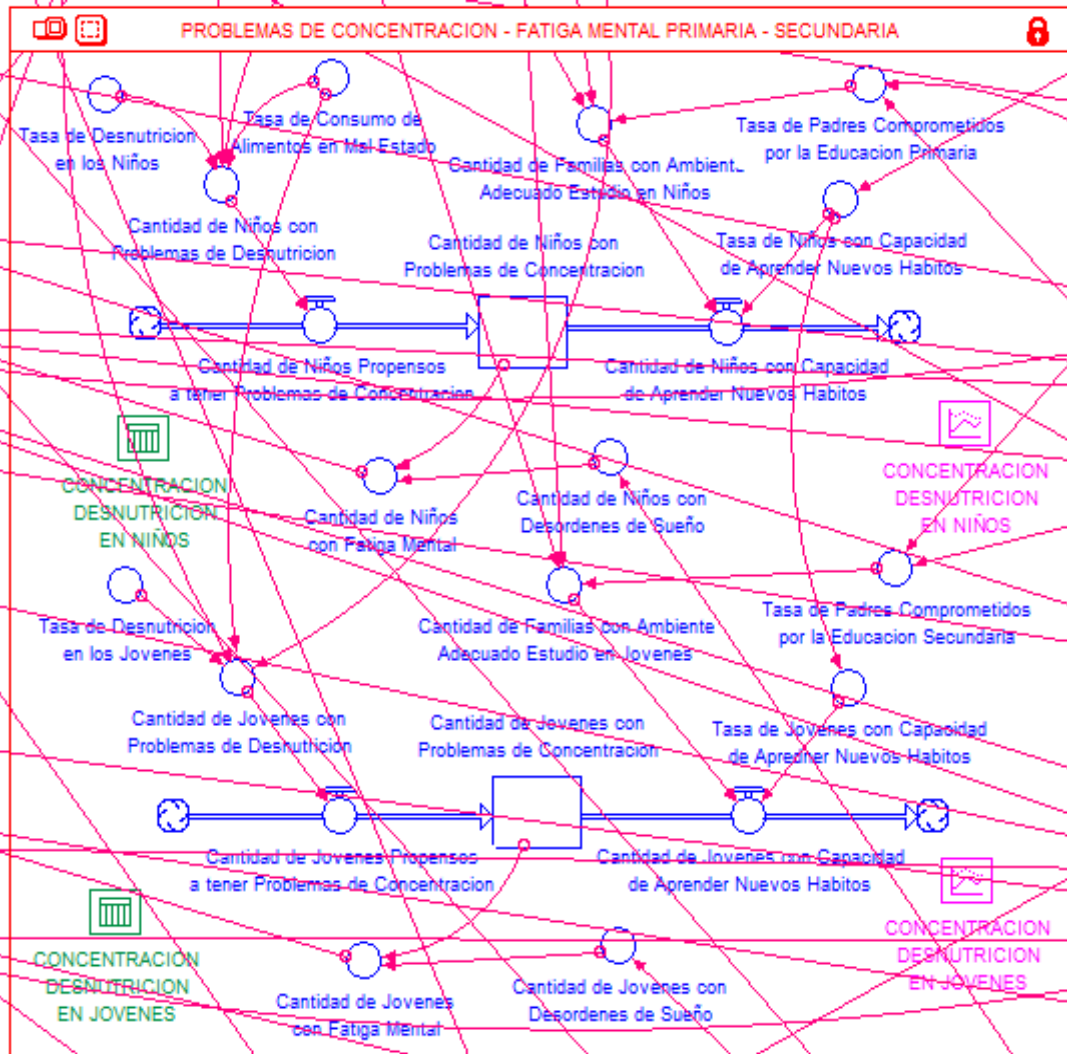 PROBLEMAS DE CONCENTRACION - FATIGA MENTAL PRIMARIA - SECUNDARIA
Tasa de Desnutricion
en los Niños
Tasa de Consumo de
Alimentos en Mal Estado
Cantidad de Familias con Ambiente
Adecuado Estudio en Niños
Tasa de Padres Comprometidos
por la Educacion Primaria
Cantidad de Niños con
Problemas de Desnutricion
Cantidad de Niños con
Problemas de Concentracion
Tasa de Niños con Capacidad
de Aprender Nuevos Habitos
Cantidad de Niños Propensos
a tener Problemas de Concentracion
Cantidad de Niños con Capacidad
de Aprender Nuevos Habitos
CONCENTRACION
DESNUTRICION
EN NIÑOS
Cantidad de Niños
con Fatiga Mental
Cantidad de Niños con
Desordenes de Sueño
CONCENTRACION
DESNUTRICION
EN NIÑOS
Tasa de Desnutricion
en los Jovenes
Cantidad de Familias con Ambiente
Adecuado Estudio en Jovenes
Tasa de Padres Comprometidos
por la Educacion Secundaria
Cantidad de Jovenes con
Problemas de Desnutricion
Cantidad de Jovenes con
Problemas de Concentracion
Tasa de Jovenes con Capacidad
de Apredner Nuevos Habitos
Cantidad de Jovenes Propensos
a tener Problemas de Concentracion
Cantidad de Jovenes con Capacidad
de Aprender Nuevos Habitos
CONCENTRACION
DESNUTRICION
EN JOVENES
Cantidad de Jovenes
con Fatiga Mental
Cantidad de Jovenes con
Desordenes de Sueño
CONCENTRACION
DESNUTRICION
EN JOVENES